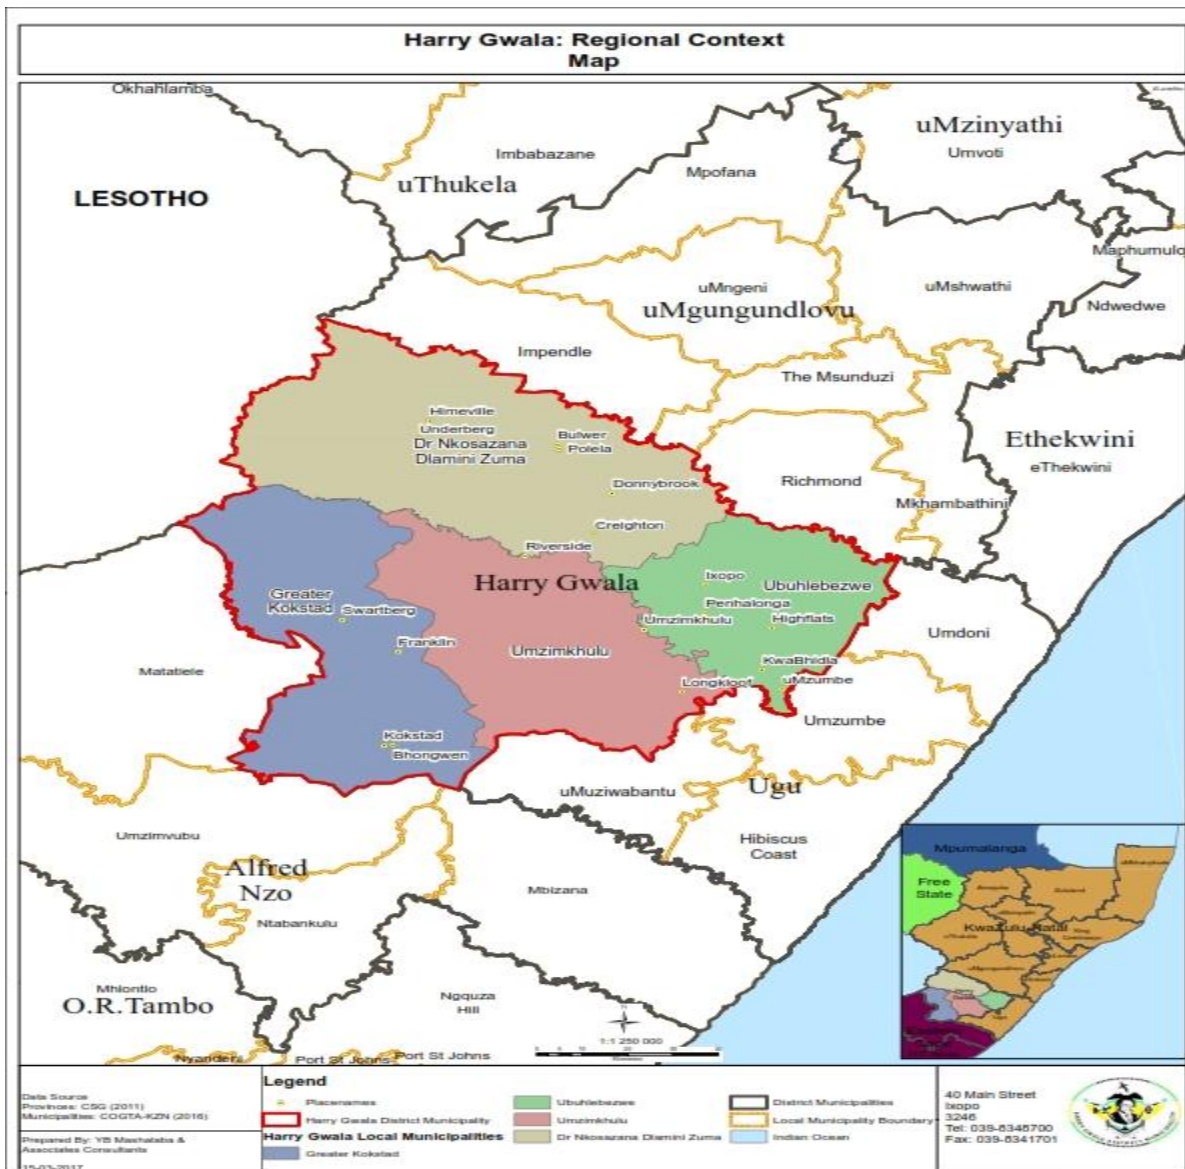 Harry Gwala: Regional Context
Map
Okhahlamba
uMzinyathi
Umvoti
Imbabazane
Mpofana
uThukela
LESOTHO
Maphumulo
uMngeni
uMshwathi
uMgungundlovu
Ndwedwe
Impendle
The Msunduzi
Himeville
Underberg
Dr Nkosazana
Dlamini Zuma
Bulwer
Polela
Ethekwini
eThekwini
Donnybrook
Richmond
Mkhambathini
Creighton
Riverside
Harry Gwala
Ixopo
Ubuhlebezwe
Greater
Kokstad
Swartberg
Penhalonga
Umzimkhulu
Highflats
Umdoni
Franklin
Umzimkhulu
Matatiele
KwaBhidla
Longkloof
uMzumbe
Umzumbe
Kokstad
Bhongwen
uMuziwabantu
Ugu
Umzimvubu
Hibiscus
Coast
Alfred
Nzo
Mbizana
Ntabankulu
Mhlontlo
O.R.Tambo
Ngquza
Hill
Nyandeni
Port St Johns
Port St Johns
1:1 250 000
Mpumalanga
Free
State
KwaZulu-Natal
Legend
Placenames
Harry Gwala District Municipality
Harry Gwala Local Municipalities
Greater Kokstad
Ubuhlebezwe
Umzimkhulu
Dr Nkosazana Dlamini Zuma
District Municipalities
Local Municipality Boundary
Indian Ocean
Data Source
Provinces: CSG (2011)
Municipalities: COGTA-KZN (2016)
Prepared By: YB Mashalaba &
Associates Consultants
15-03-2017
40 Main Street
Ixopo
3246
Tel: 039-8348700
Fax: 039-8341701